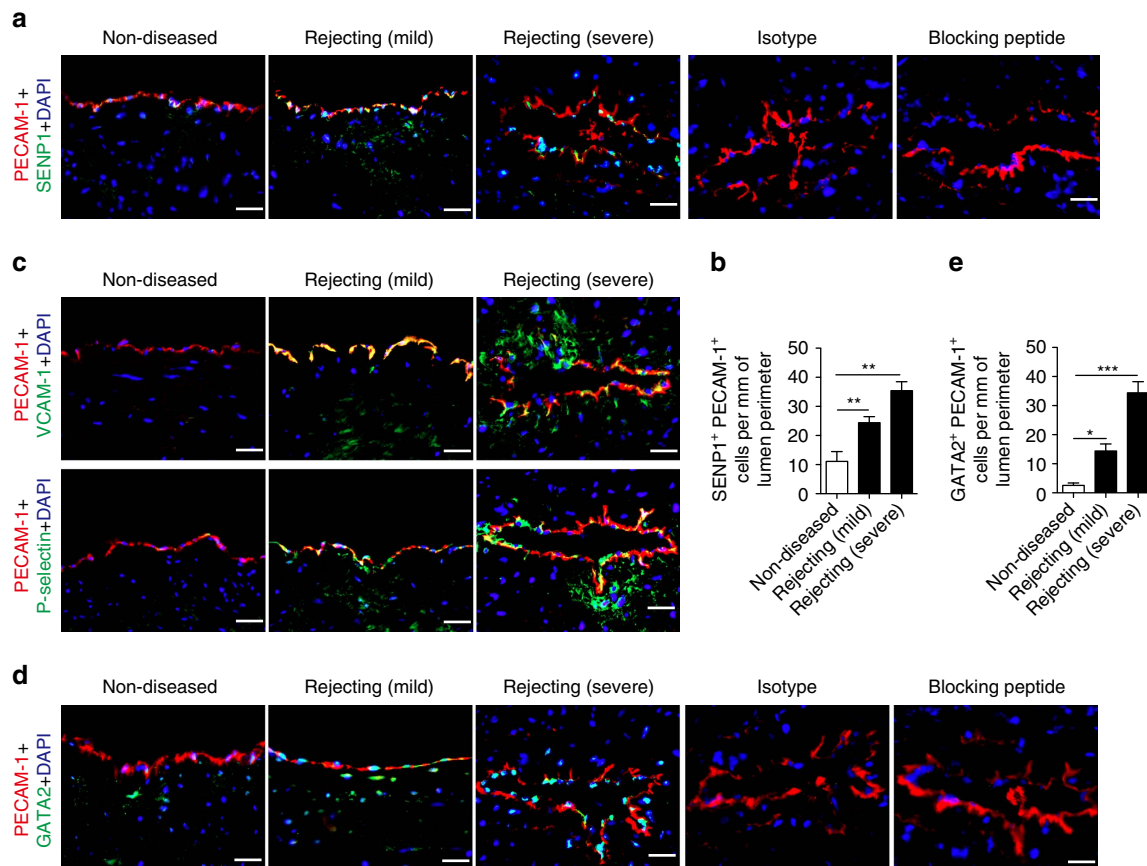 a
Non-diseased
Rejecting (mild)
Rejecting (severe)
Isotype
Blocking peptide
PECAM-1+
SENP1+DAPI
c
Non-diseased
Rejecting (mild)
Rejecting (severe)
PECAM-1+
VCAM-1+DAPI
PECAM-1+
P-selectin+DAPI
b
SENP1⁺ PECAM-1⁺
cells per mm of
lumen perimeter
50
40
30
20
10
0
**
**
Non-diseased
Rejecting (mild)
Rejecting (severe)
e
GATA2⁺ PECAM-1⁺
cells per mm of
lumen perimeter
50
40
30
20
10
0
***
*
Non-diseased
Rejecting (mild)
Rejecting (severe)
d
Non-diseased
Rejecting (mild)
Rejecting (severe)
Isotype
Blocking peptide
PECAM-1+
GATA2+DAPI